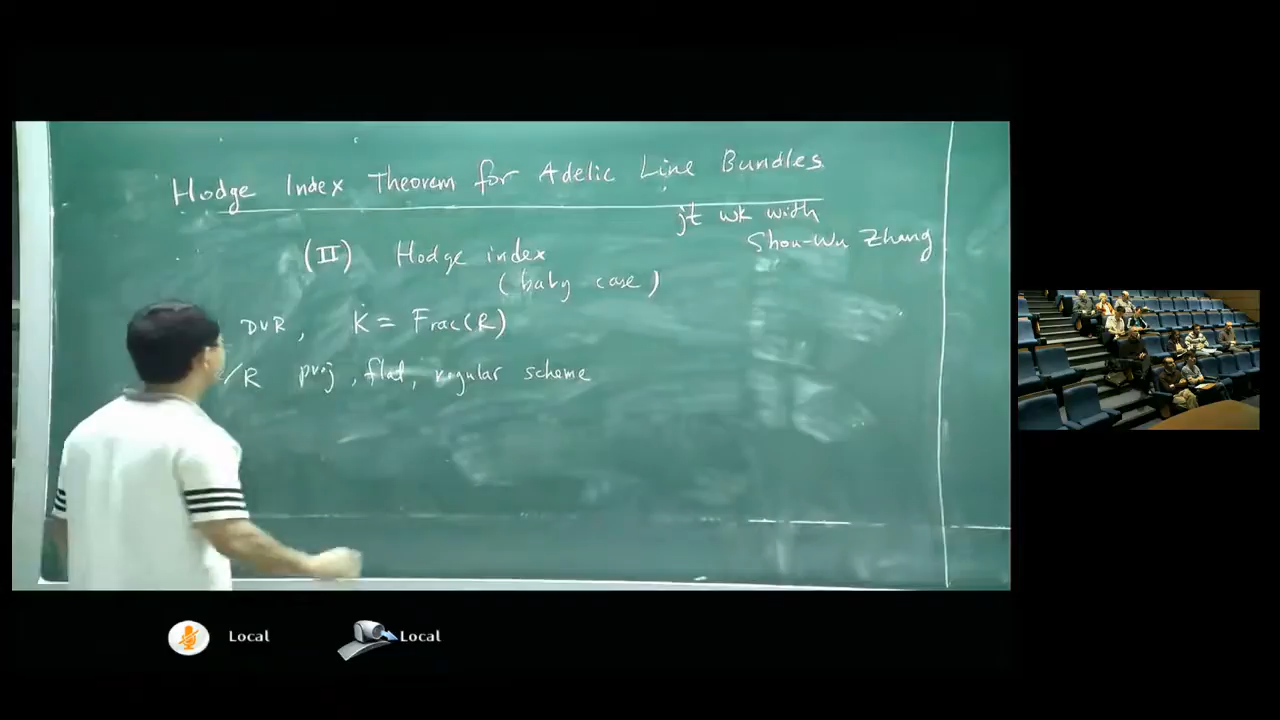 Hodge Index Theorem for Adelic Line Bundles
jt wk with
Shou-Wu Zhang
(II) Hodge index
(baby case)
DVR, K = Frac(R)
/R proj, flat, regular scheme
Local
Local